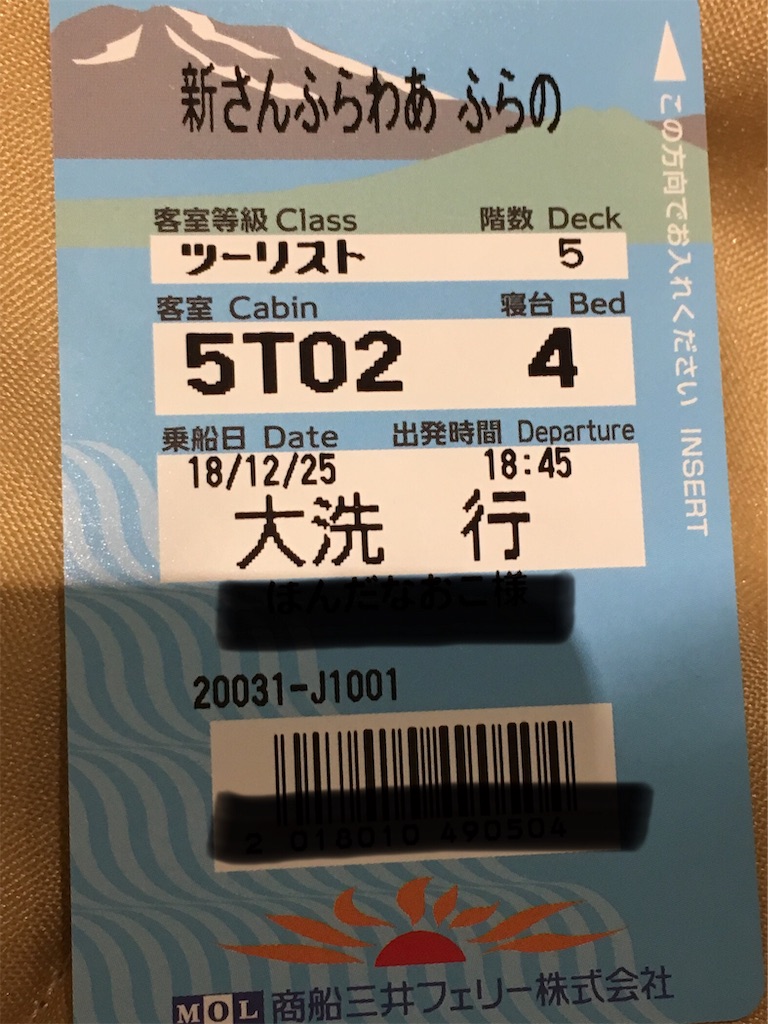 新さんふらわあ ふらの
この方向でお入れください INSERT
客室等級 Class 階数 Deck
ツーリスト 5
客室 Cabin 寝台 Bed
5T02 4
乗船日 Date 出発時間 Departure
18/12/25 18:45
大洗 行
20031-J1001
MOL 商船三井フェリー株式会社